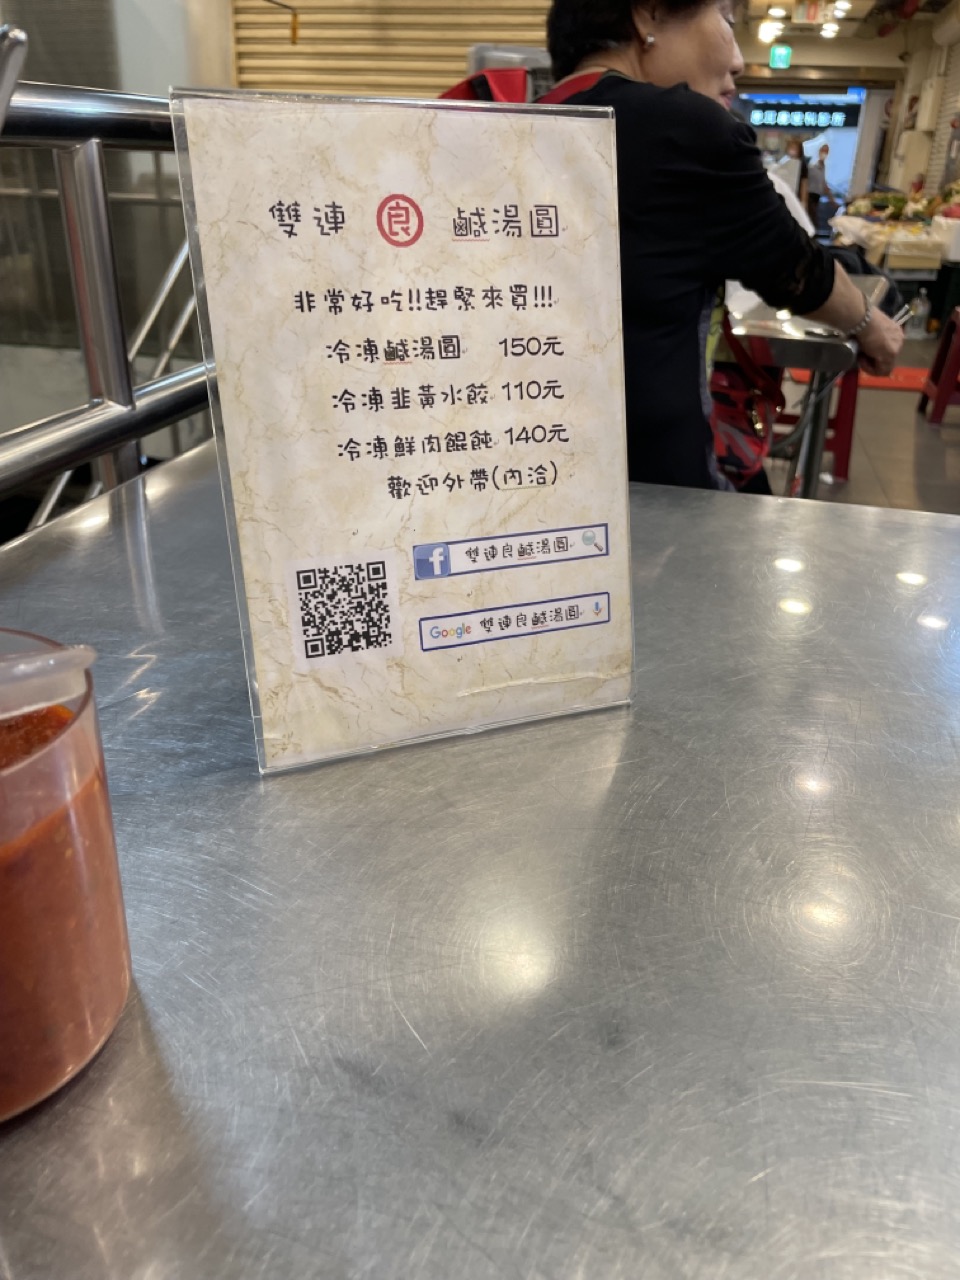 雙連 良 鹹湯圓
非常好吃!!趕緊來買!!!
冷凍鹹湯圓 150元
冷凍韭黃水餃 110元
冷凍鮮肉餛飩 140元
歡迎外帶(內洽)
f 雙連良鹹湯圓
Google 雙連良鹹湯圓